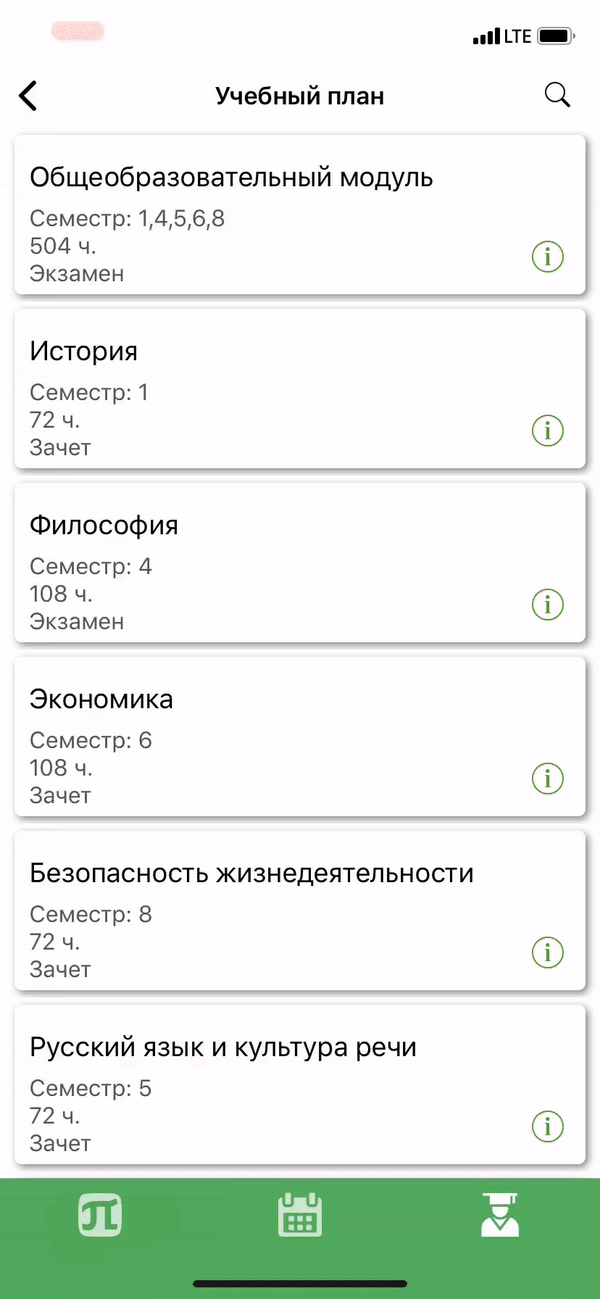 LTE
Учебный план
Общеобразовательный модуль
Семестр: 1,4,5,6,8
504 ч.
Экзамен
История
Семестр: 1
72 ч.
Зачет
Философия
Семестр: 4
108 ч.
Экзамен
Экономика
Семестр: 6
108 ч.
Зачет
Безопасность жизнедеятельности
Семестр: 8
72 ч.
Зачет
Русский язык и культура речи
Семестр: 5
72 ч.
Зачет